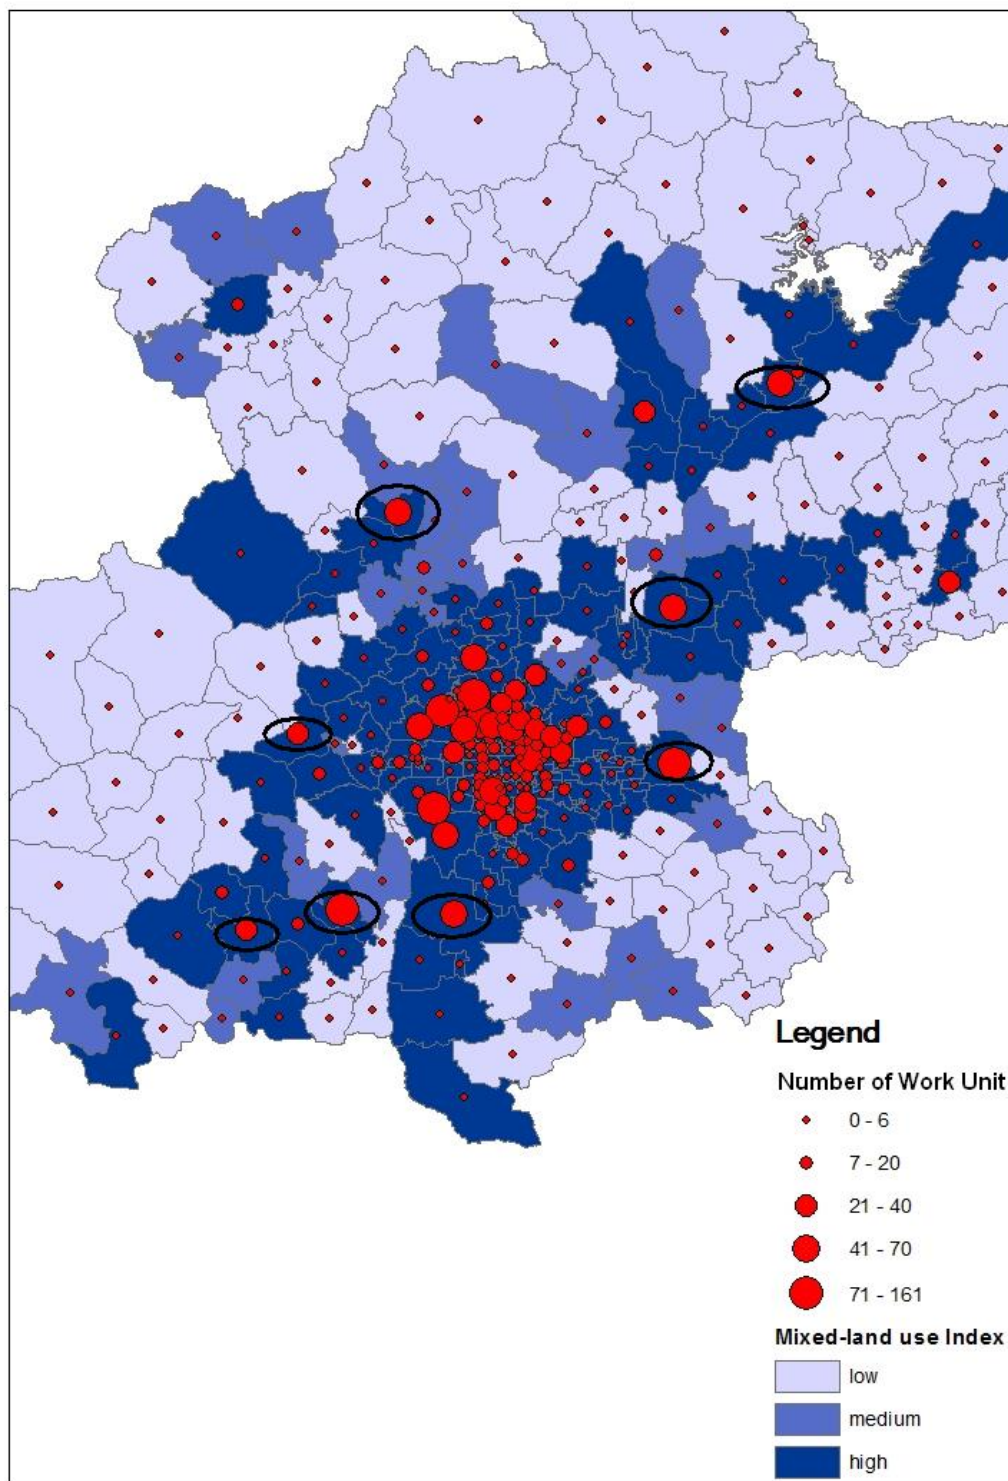 Legend
Number of Work Unit
0 - 6
7 - 20
21 - 40
41 - 70
71 - 161
Mixed-land use Index
low
medium
high